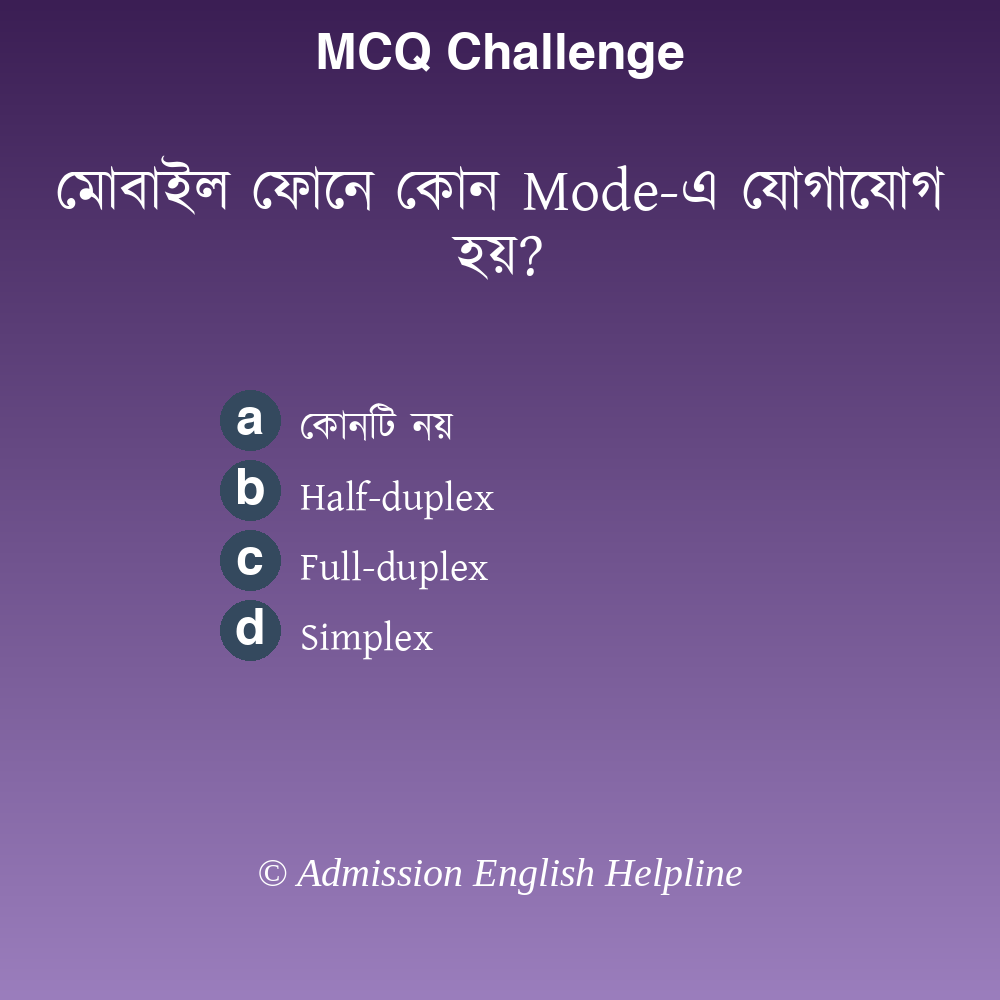 MCQ Challenge
মোবাইল ফোনে কোন Mode-এ যোগাযোগ
হয়?
a কোনটি নয়
b Half-duplex
c Full-duplex
d Simplex
© Admission English Helpline